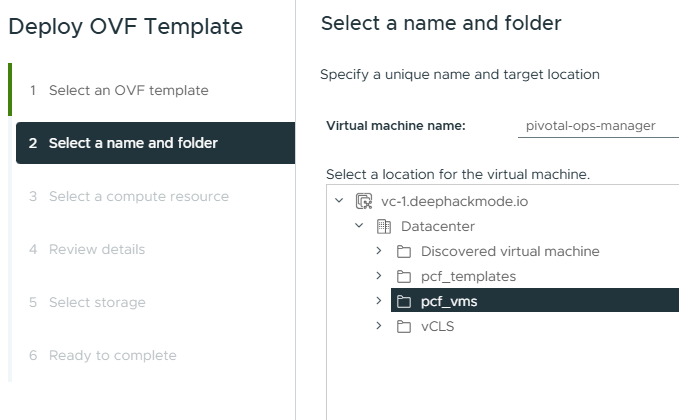 Deploy OVF Template
1 Select an OVF template
2 Select a name and folder
3 Select a compute resource
4 Review details
5 Select storage
6 Ready to complete
Select a name and folder
Specify a unique name and target location
Virtual machine name: pivotal-ops-manager
Select a location for the virtual machine.
vc-1.deephackmode.io
Datacenter
Discovered virtual machine
pcf_templates
pcf_vms
vCLS